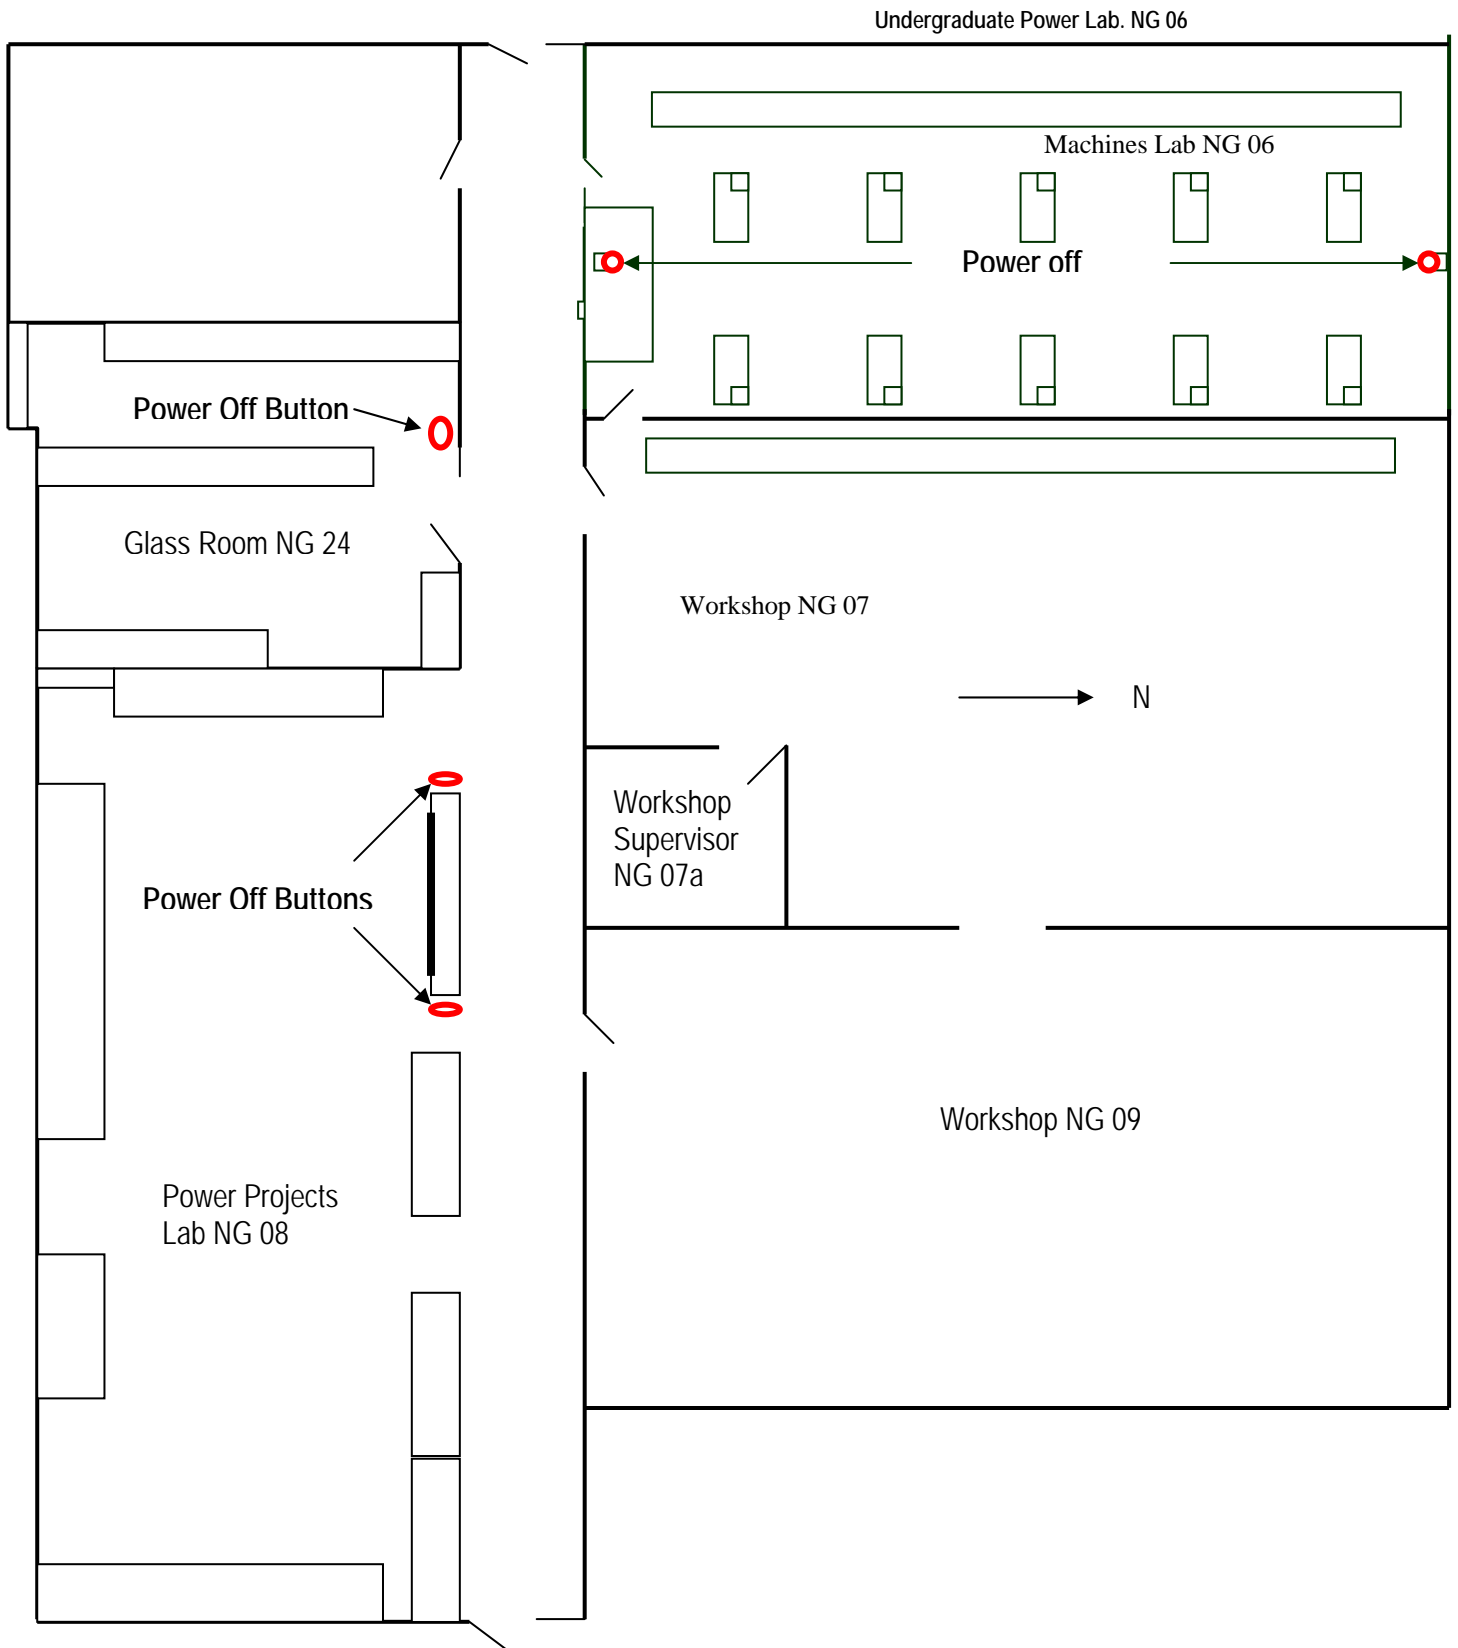 Undergraduate Power Lab. NG 06
Machines Lab NG 06
Power off
Power Off Button
Glass Room NG 24
Workshop NG 07
N
Workshop
Supervisor
NG 07a
Power Off Buttons
Workshop NG 09
Power Projects
Lab NG 08